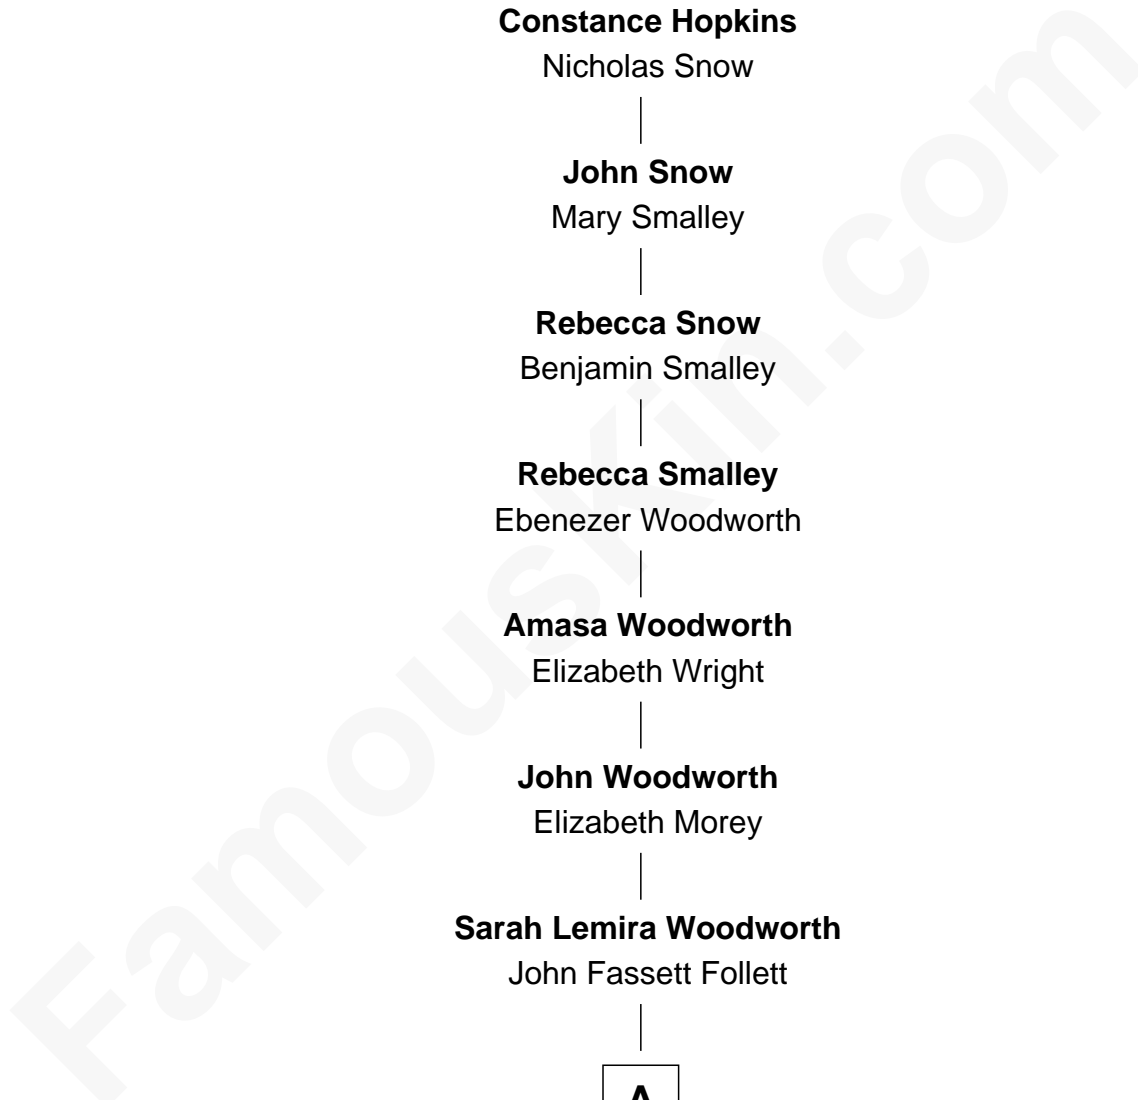 Constance Hopkins
Nicholas Snow
John Snow
Mary Smalley
Rebecca Snow
Benjamin Smalley
Rebecca Smalley
Ebenezer Woodworth
Amasa Woodworth
Elizabeth Wright
John Woodworth
Elizabeth Morey
Sarah Lemira Woodworth
John Fassett Follett
A
FamousKin.com